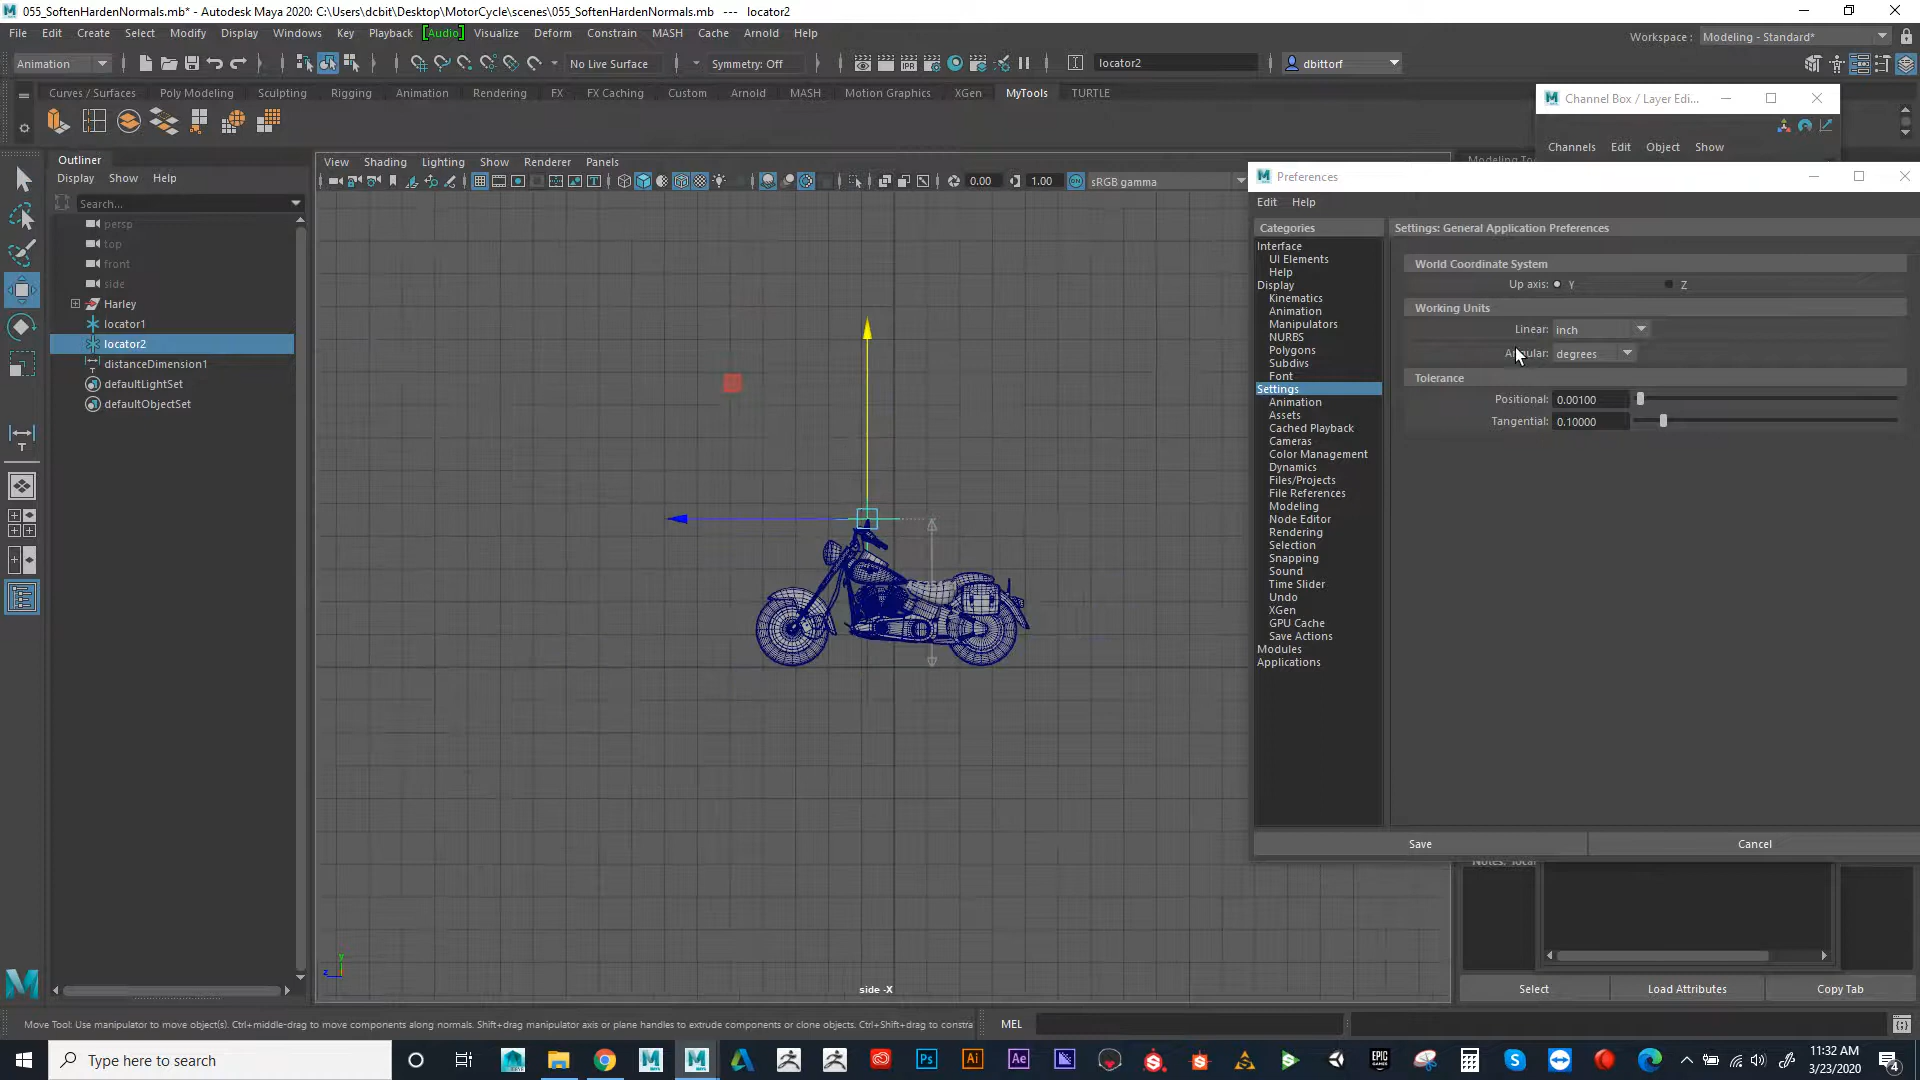 055_SoftenHardenNormals.mb* - Autodesk Maya 2020: C:\Users\dcbit\Desktop\MotorCycle\scenes\055_SoftenHardenNormals.mb --- locator2
File Edit Create Select Modify Display Windows Key Playback [Audio] Visualize Deform Constrain MASH Cache Arnold Help
Workspace : Modeling - Standard*
Animation
No Live Surface
Symmetry: Off
locator2
dbittorf
Curves / Surfaces Poly Modeling Sculpting Rigging Animation Rendering FX FX Caching Custom Arnold MASH Motion Graphics XGen MyTools TURTLE
Channel Box / Layer Edi...
Channels Edit Object Show
Outliner
Display Show Help
Search...
persp
top
front
side
Harley
locator1
locator2
distanceDimension1
defaultLightSet
defaultObjectSet
View Shading Lighting Show Renderer Panels
0.00 1.00 sRGB gamma
side -X
y
z
Preferences
Edit Help
Categories
Interface
UI Elements
Help
Display
Kinematics
Animation
Manipulators
NURBS
Polygons
Subdivs
Font
Settings
Animation
Assets
Cached Playback
Cameras
Color Management
Dynamics
Files/Projects
File References
Modeling
Node Editor
Rendering
Selection
Snapping
Sound
Time Slider
Undo
XGen
GPU Cache
Save Actions
Modules
Applications
Settings: General Application Preferences
World Coordinate System
Up axis: Y Z
Working Units
Linear: inch
Angular: degrees
Tolerance
Positional: 0.00100
Tangential: 0.10000
Save Cancel
Select Load Attributes Copy Tab
Move Tool: Use manipulator to move object(s). Ctrl+middle-drag to move components along normals. Shift+drag manipulator axis or plane handles to extrude components or clone objects. Ctrl+Shift+drag to constra
MEL
Type here to search
11:32 AM
3/23/2020